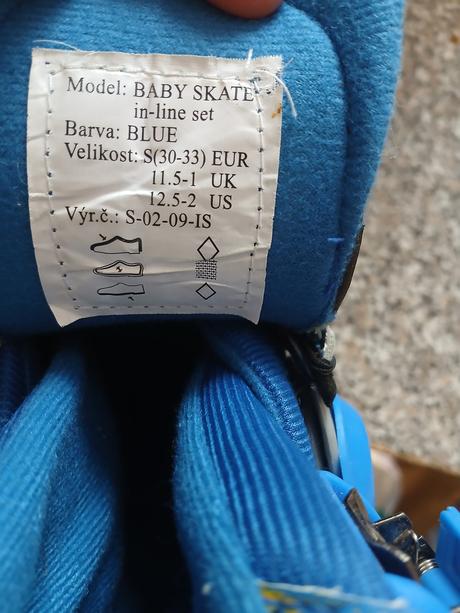 Model: BABY SKATE
in-line set
Barva: BLUE
Velikost: S(30-33) EUR
11.5-1 UK
12.5-2 US
Výr.č.: S-02-09-IS